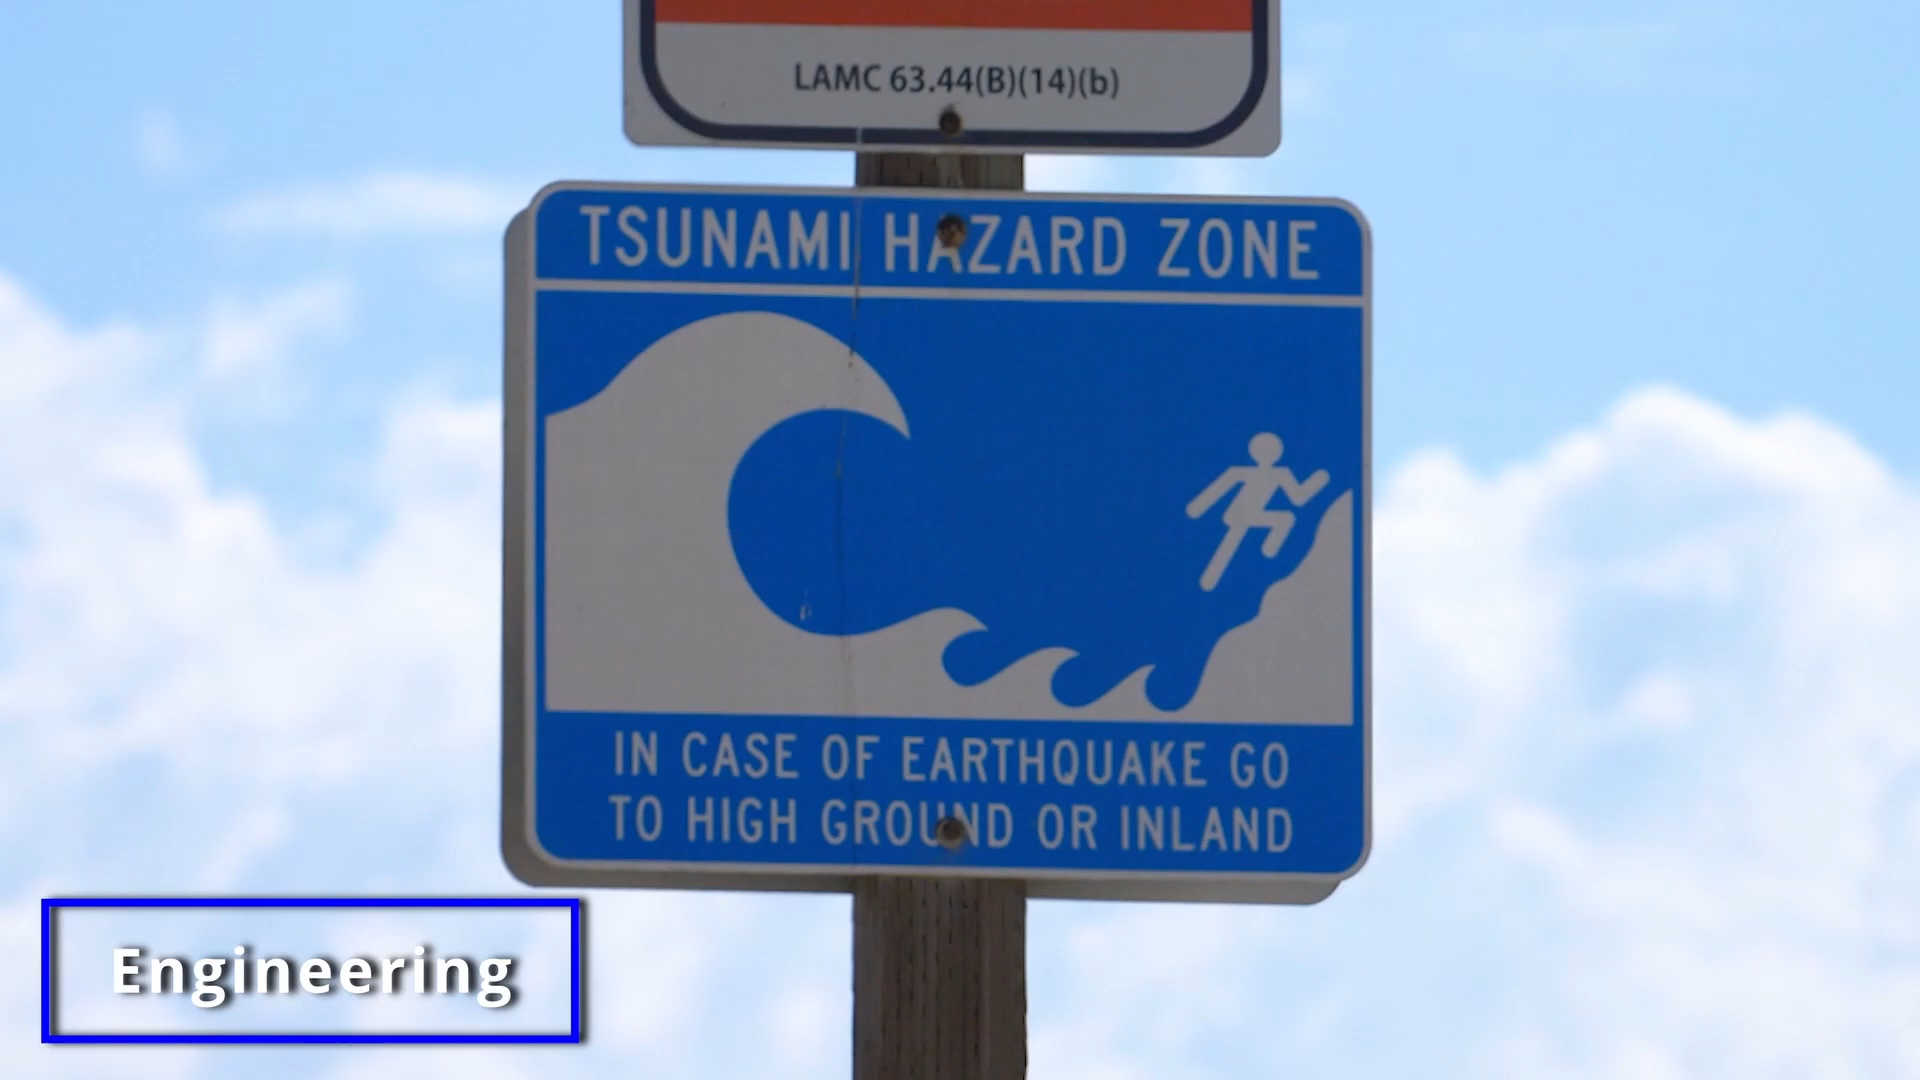 LAMC 63.44(B)(14)(b)
TSUNAMI HAZARD ZONE
IN CASE OF EARTHQUAKE GO
TO HIGH GROUND OR INLAND
Engineering